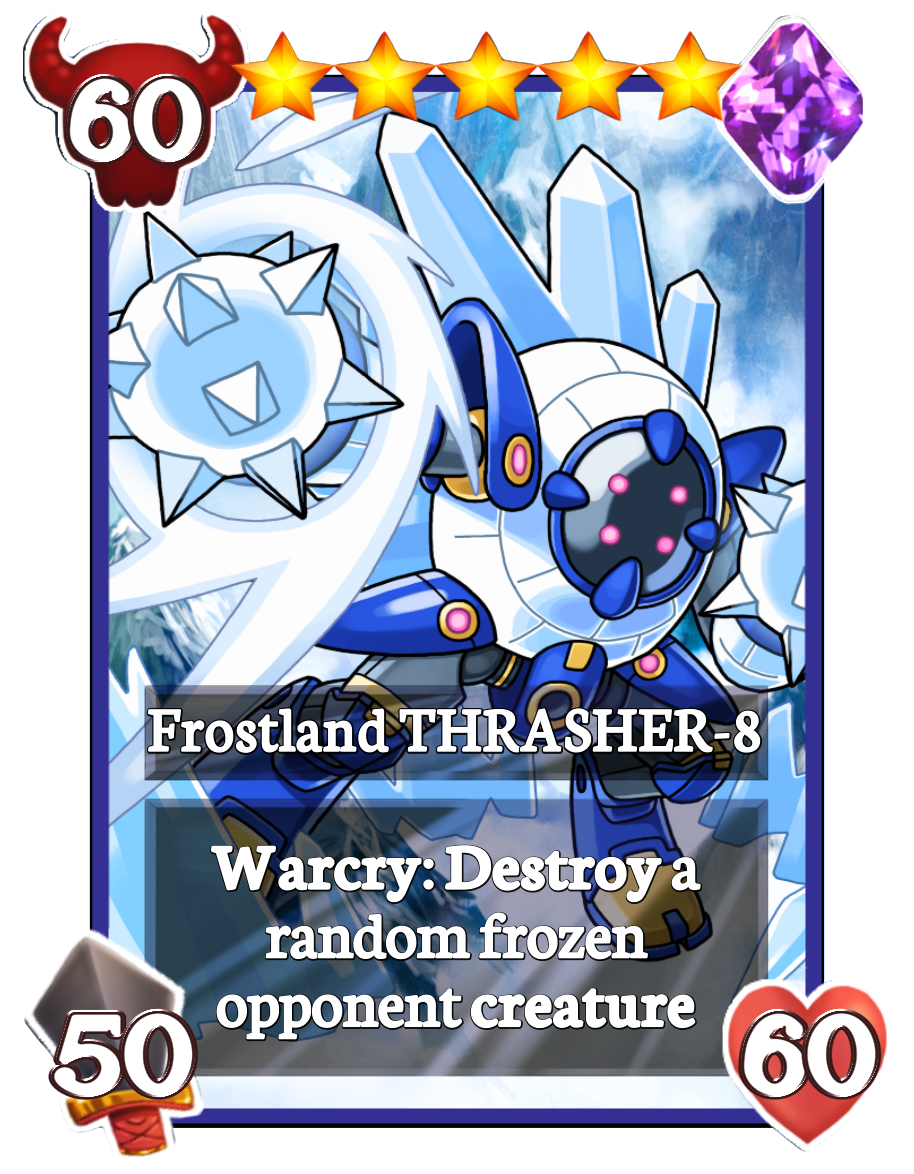 60
Frostland THRASHER-8
Warcry: Destroy a
random frozen
opponent creature
50
60